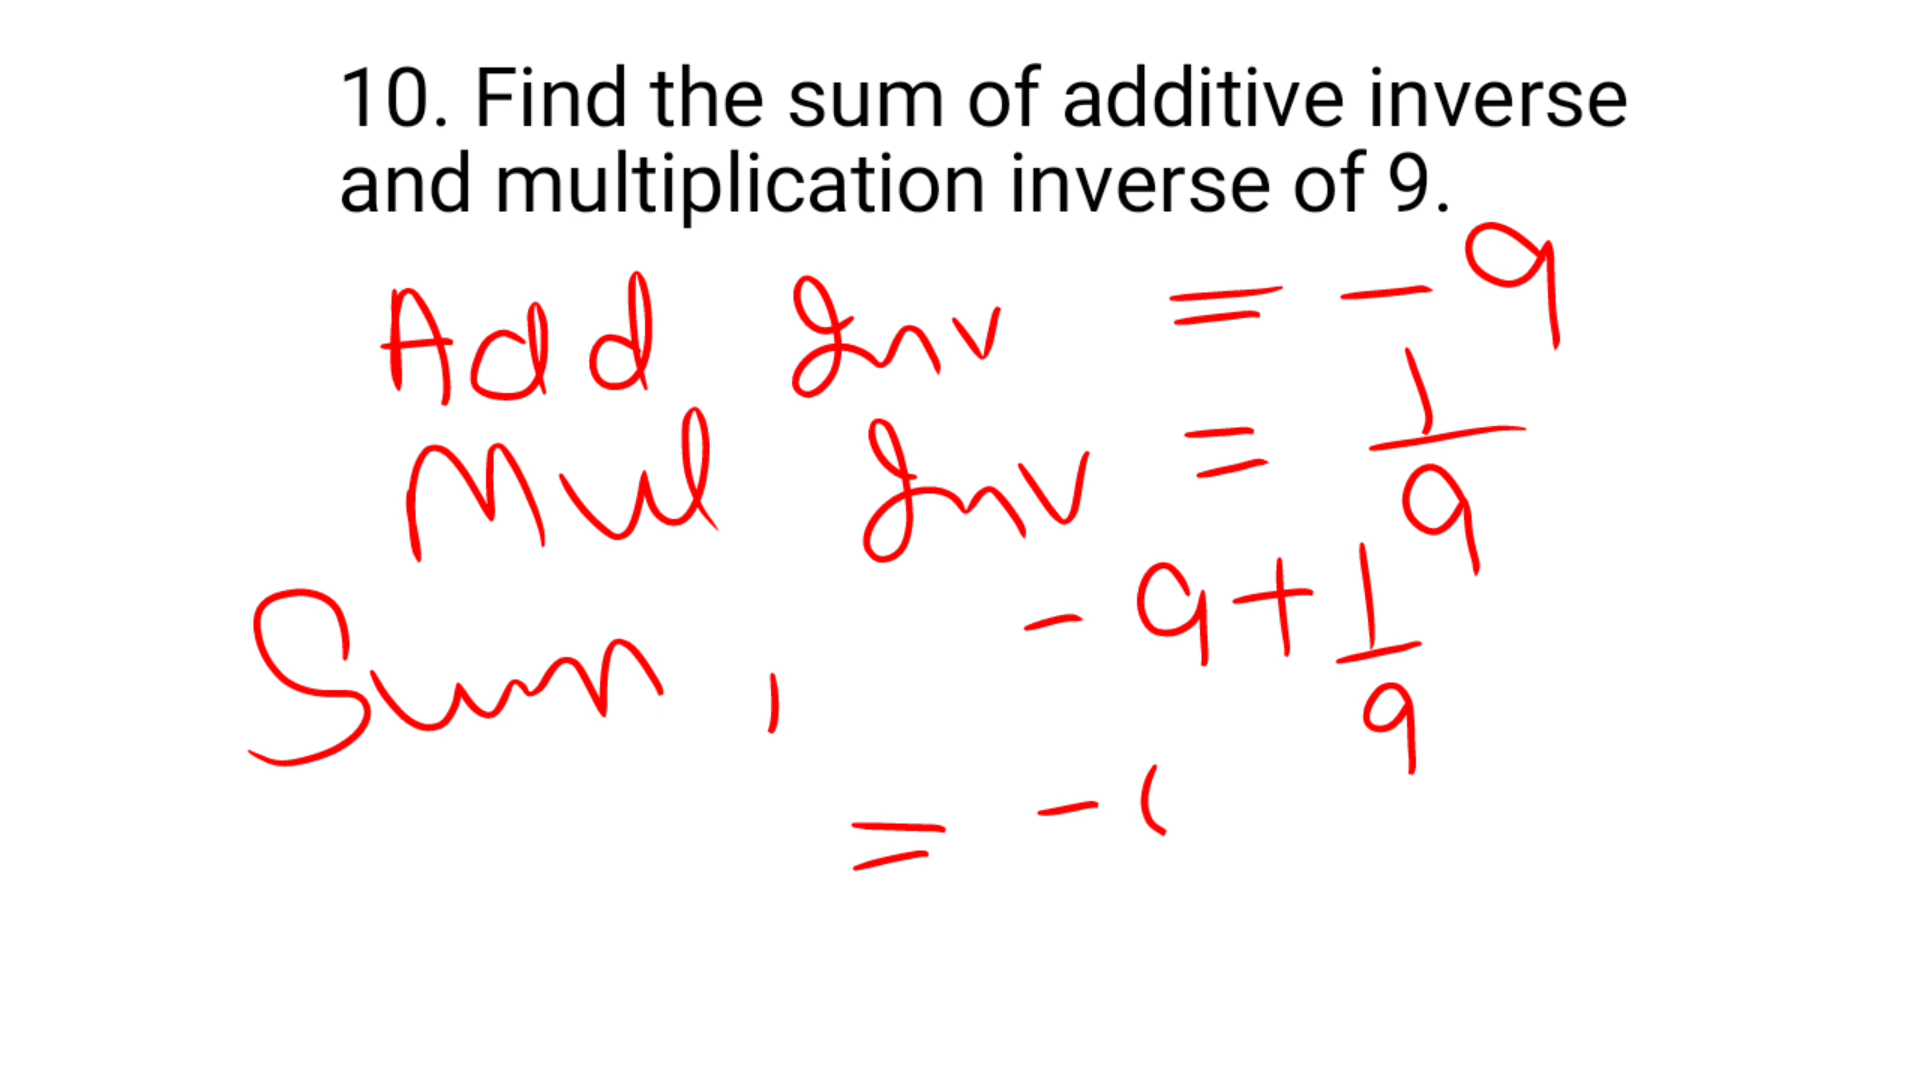 10. Find the sum of additive inverse
and multiplication inverse of 9.
Add Inv = - 9
Mul Inv = 1/9
Sum, - 9 + 1/9
= - (